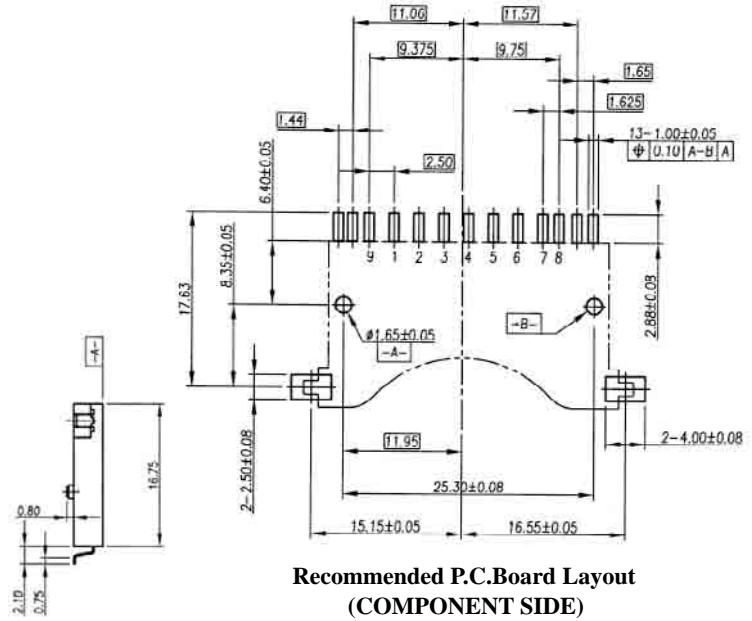 11.06
11.57
9.375
9.75
1.65
1.625
1.44
13-1.00±0.05
⌖ 0.10 A-B A
2.50
6.40±0.05
8.35±0.05
17.63
9 1 2 3 4 5 6 7 8
2.88±0.08
ø1.65±0.05
-A-
-B-
-A-
2-2.50±0.08
2-4.00±0.08
11.95
25.30±0.08
15.15±0.05
16.55±0.05
16.75
0.80
2.10
0.75
Recommended P.C.Board Layout
(COMPONENT SIDE)